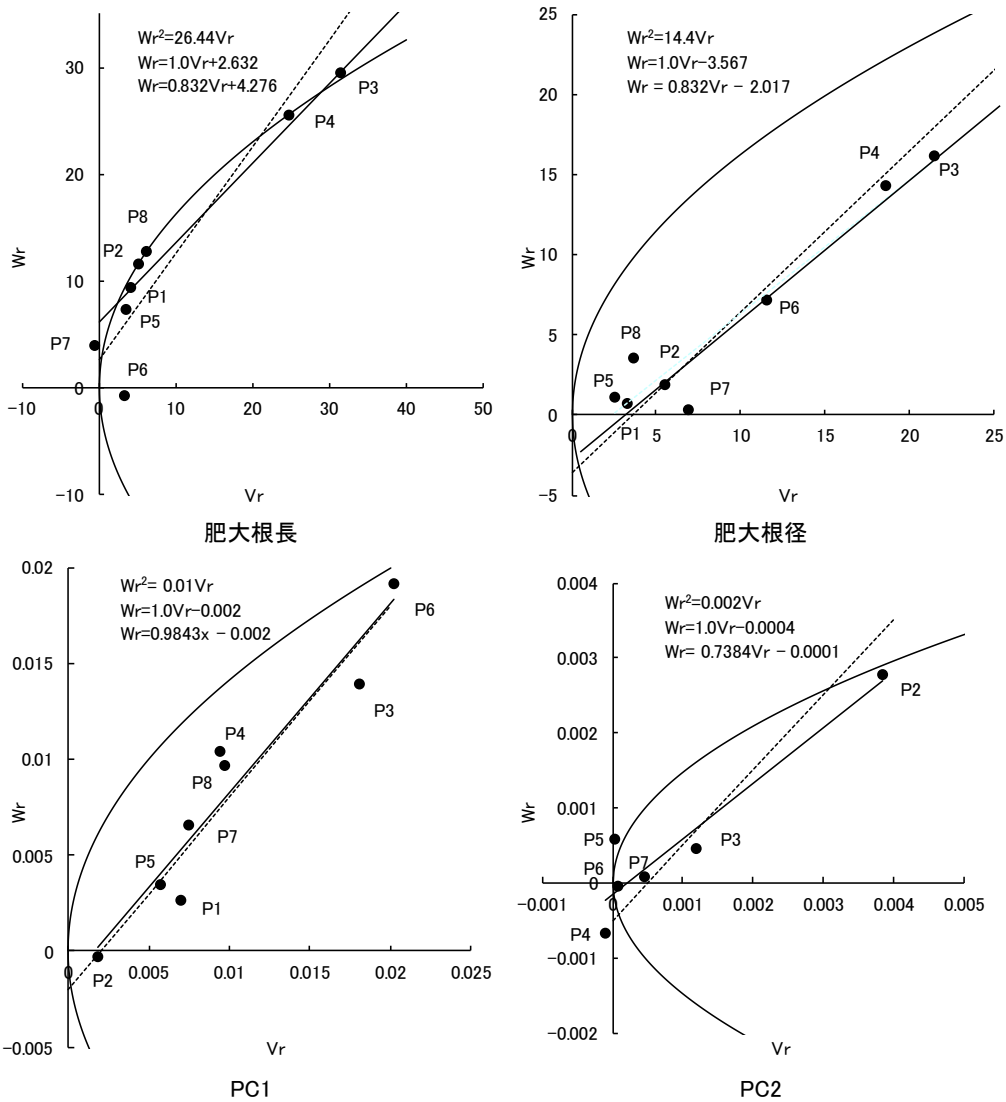 Wr²=26.44Vr
Wr=1.0Vr+2.632
Wr=0.832Vr+4.276
30
20
10
0
-10
-10
0
10
20
30
40
50
Wr
Vr
P3
P4
P8
P2
P1
P5
P7
P6
肥大根長
Wr²=14.4Vr
Wr=1.0Vr-3.567
Wr = 0.832Vr - 2.017
25
20
15
10
5
0
-5
0
5
10
15
20
25
Wr
Vr
P4
P3
P6
P8
P2
P5
P7
P1
肥大根径
Wr²= 0.01Vr
Wr=1.0Vr-0.002
Wr=0.9843x - 0.002
0.02
0.015
0.01
0.005
0
-0.005
0
0.005
0.01
0.015
0.02
0.025
Wr
Vr
P6
P3
P4
P8
P7
P5
P1
P2
PC1
Wr²=0.002Vr
Wr=1.0Vr-0.0004
Wr= 0.7384Vr - 0.0001
0.004
0.003
0.002
0.001
0
-0.001
-0.002
-0.001
0
0.001
0.002
0.003
0.004
0.005
Wr
Vr
P2
P5
P3
P6
P7
P4
PC2